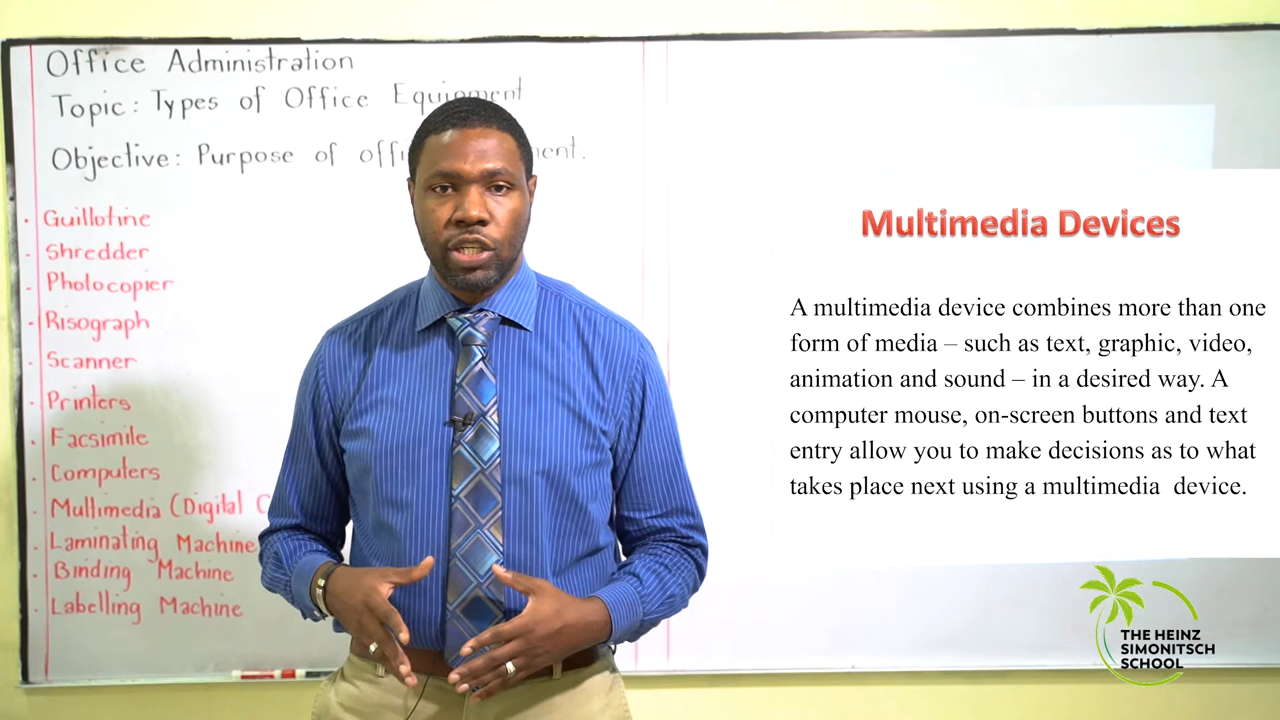 Office Administration
Topic: Types of Office Equipment
Objective: Purpose of
· Guillotine
· Shredder
· Photocopier
· Risograph
· Scanner
· Printers
· Facsimile
· Computers
· Multimedia (Digital
· Laminating Machine
· Binding Machine
· Labelling Machine
Multimedia Devices
A multimedia device combines more than one
form of media – such as text, graphic, video,
animation and sound – in a desired way. A
computer mouse, on-screen buttons and text
entry allow you to make decisions as to what
takes place next using a multimedia device.
THE HEINZ
SIMONITSCH
SCHOOL